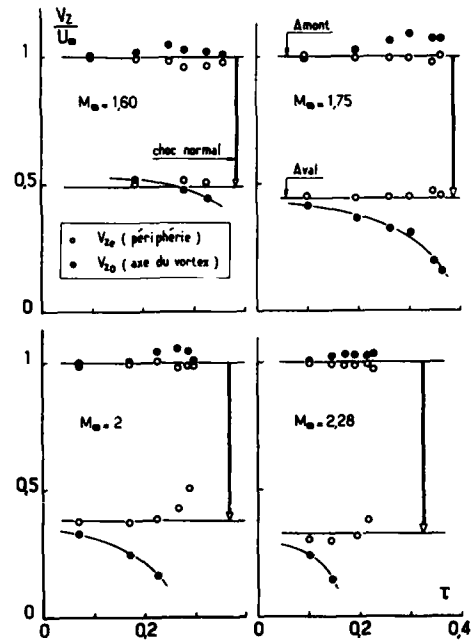 Vz
U∞
1
Amont
M∞ = 1,60
M∞ = 1,75
choc normal
Aval
0,5
Vze ( périphérie )
Vzo ( axe du vortex )
0
1
M∞ = 2
M∞ = 2,28
0,5
τ
0
0,2
0
0,2
0,4